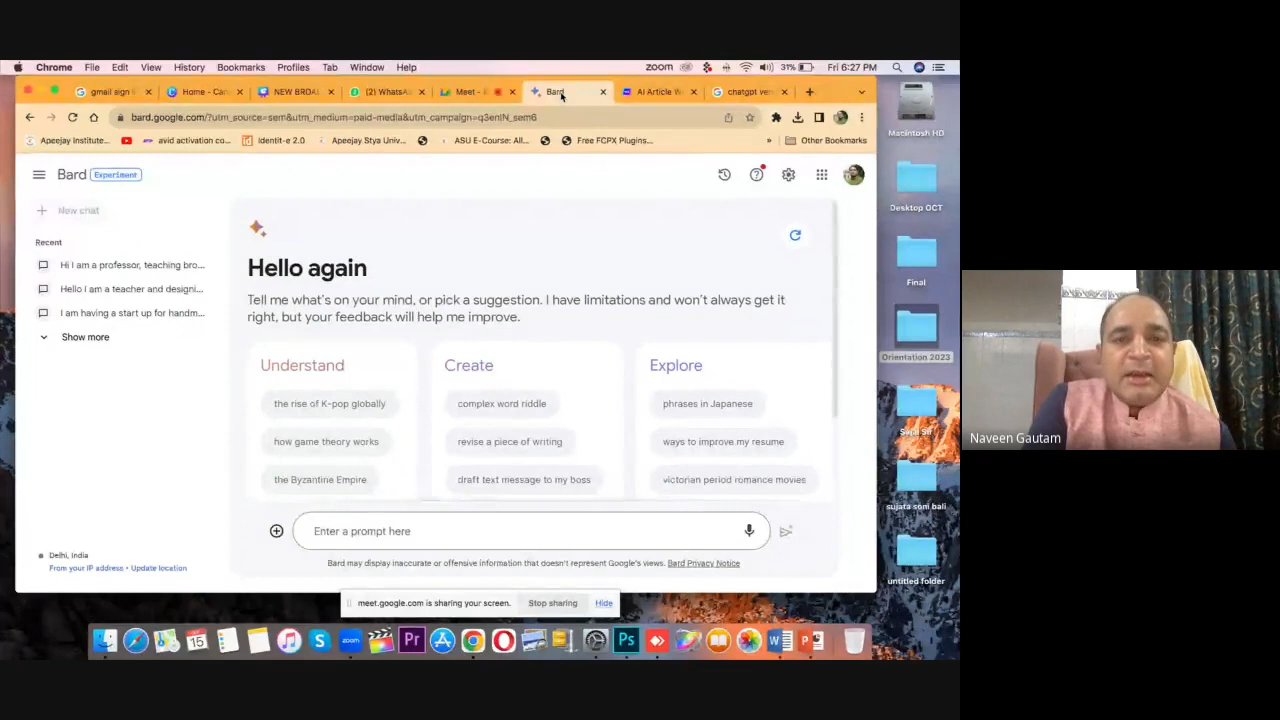 Chrome File Edit View History Bookmarks Profiles Tab Window Help zoom 31% Fri 6:27 PM
gmail sign Home - Can NEW BROA (2) WhatsA Meet - Bard AI Article W chatgpt ver
bard.google.com/?utm_source=sem&utm_medium=paid-media&utm_campaign=q3enIN_sem6
Apeejay Institute... avid activation co... Identit-e 2.0 Apeejay Stya Univ... ASU E-Course: All... Free FCPX Plugins... » Other Bookmarks
Macintosh HD
Bard Experiment
New chat
Recent
Hi I am a professor, teaching bro...
Hello I am a teacher and designi...
I am having a start up for handm...
Show more
Hello again
Tell me what's on your mind, or pick a suggestion. I have limitations and won't always get it
right, but your feedback will help me improve.
Understand Create Explore
the rise of K-pop globally complex word riddle phrases in Japanese
how game theory works revise a piece of writing ways to improve my resume
the Byzantine Empire draft text message to my boss victorian period romance movies
Enter a prompt here
Bard may display inaccurate or offensive information that doesn't represent Google's views. Bard Privacy Notice
Delhi, India
From your IP address • Update location
meet.google.com is sharing your screen. Stop sharing Hide
Desktop OCT
Final
Orientation 2023
sujata soni bali
untitled folder
15 zoom Pr Ps W P
Naveen Gautam